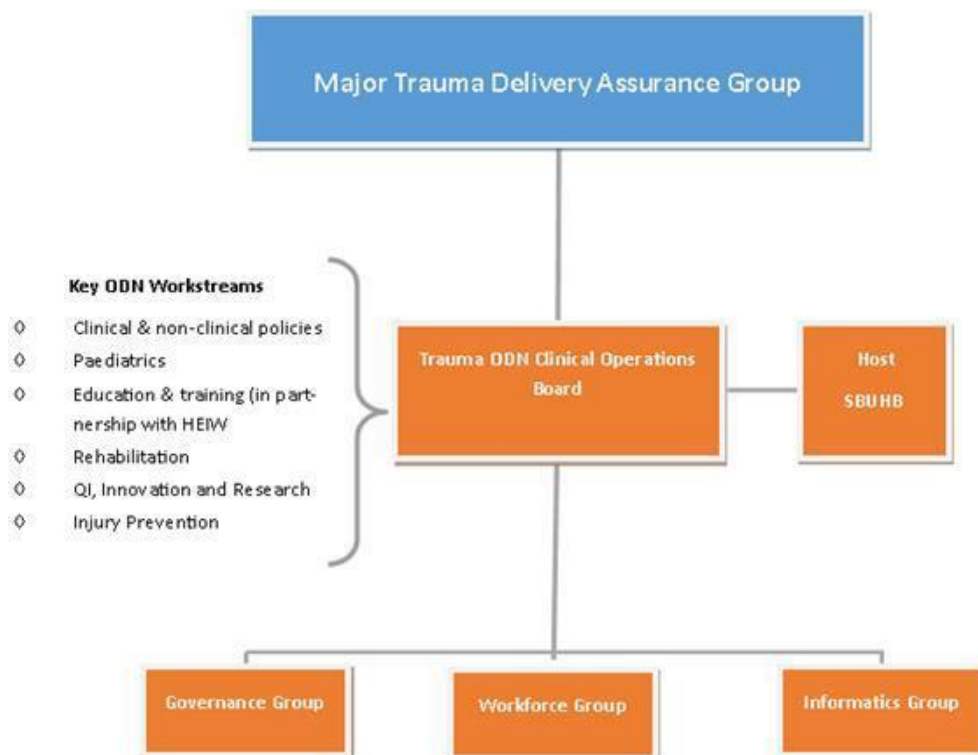 Major Trauma Delivery Assurance Group
Key ODN Workstreams
◊ Clinical & non-clinical policies
◊ Paediatrics
◊ Education & training (in part-
nership with HEIW
◊ Rehabilitation
◊ QI, Innovation and Research
◊ Injury Prevention
Trauma ODN Clinical Operations
Board
Host
SBUHB
Governance Group
Workforce Group
Informatics Group